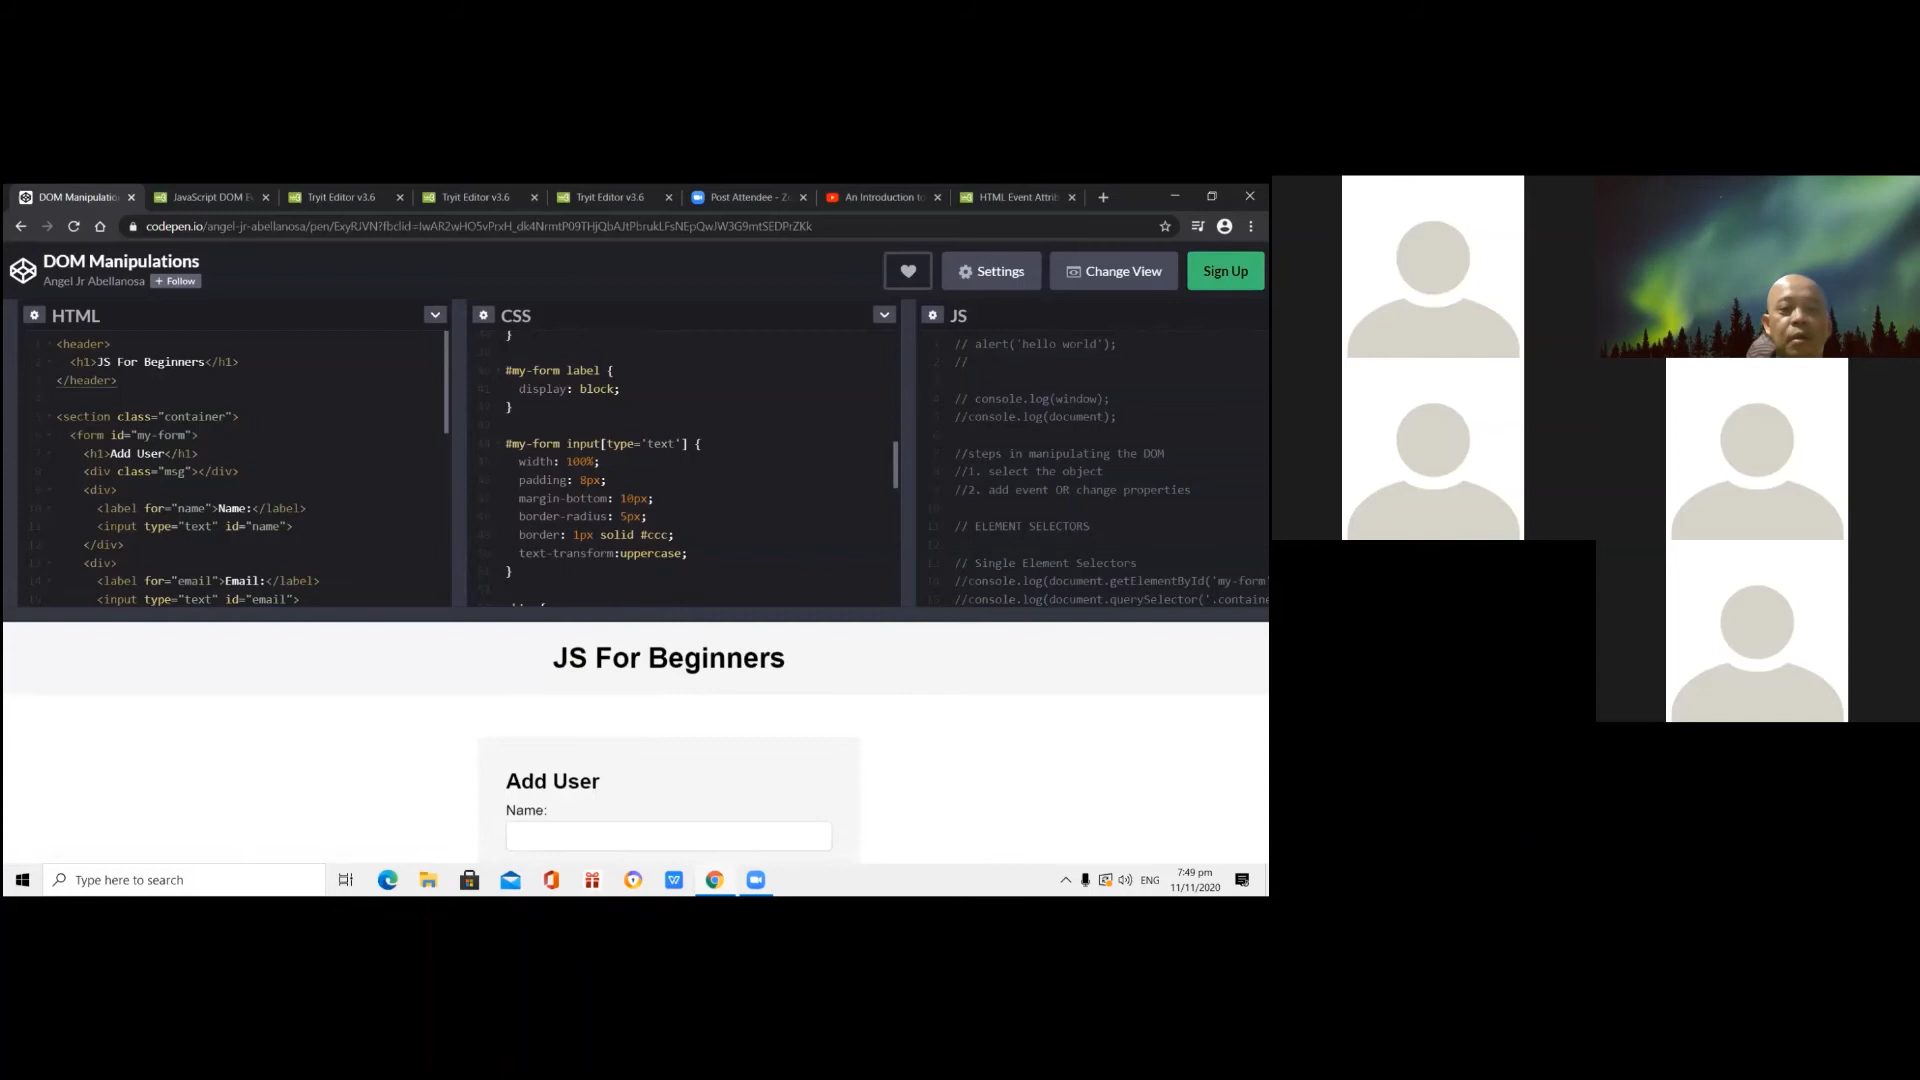 DOM Manipulatio
JavaScript DOM E
Tryit Editor v3.6
Tryit Editor v3.6
Tryit Editor v3.6
Post Attendee - Z
An Introduction to
HTML Event Attrib
codepen.io/angel-jr-abellanosa/pen/ExyRJVN?fbclid=IwAR2wHO5vPrxH_dk4NrmtP09THjQbAJtPbrukLFsNEpQwJW3G9mtSEDPrZKk
DOM Manipulations
Angel Jr Abellanosa
+ Follow
Settings
Change View
Sign Up
HTML
<header>
<h1>JS For Beginners</h1>
</header>
<section class="container">
<form id="my-form">
<h1>Add User</h1>
<div class="msg"></div>
<div>
<label for="name">Name:</label>
<input type="text" id="name">
</div>
<div>
<label for="email">Email:</label>
<input type="text" id="email">
CSS
}
#my-form label {
display: block;
}
#my-form input[type='text'] {
width: 100%;
padding: 8px;
margin-bottom: 10px;
border-radius: 5px;
border: 1px solid #ccc;
text-transform:uppercase;
}
JS
// alert('hello world');
//
// console.log(window);
//console.log(document);
//steps in manipulating the DOM
//1. select the object
//2. add event OR change properties
// ELEMENT SELECTORS
// Single Element Selectors
//console.log(document.getElementById('my-form'
//console.log(document.querySelector('.containe
JS For Beginners
Add User
Name:
Type here to search
ENG
7:49 pm
11/11/2020